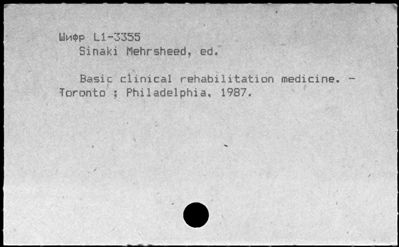 Шифр L1-3355
Sinaki Mehrsheed, ed.
Basic clinical rehabilitation medicine. -
Toronto ; Philadelphia, 1987.